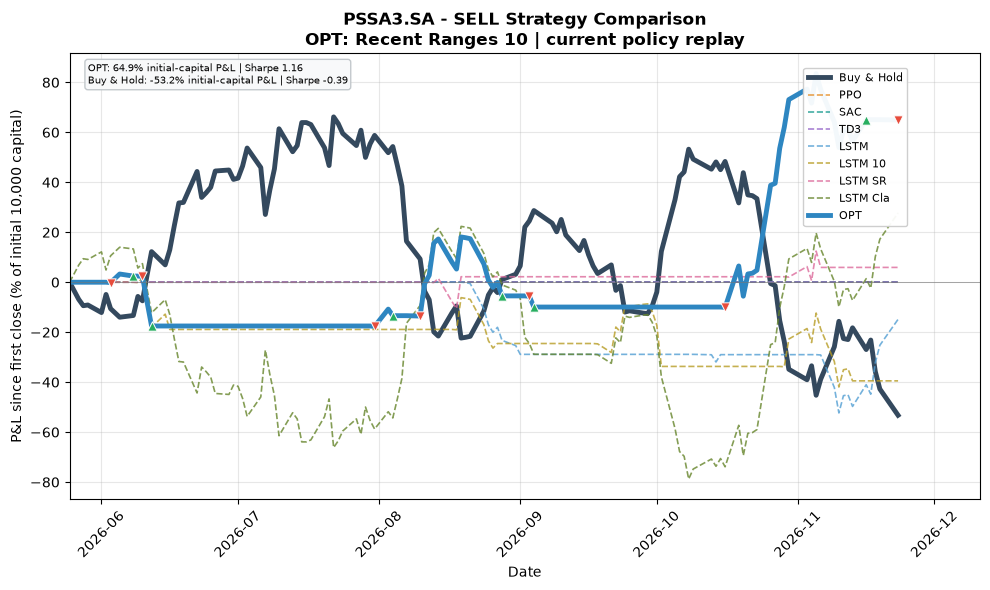 PSSA3.SA - SELL Strategy Comparison
OPT: Recent Ranges 10 | current policy replay
OPT: 64.9% initial-capital P&L | Sharpe 1.16
Buy & Hold: -53.2% initial-capital P&L | Sharpe -0.39
Buy & Hold
PPO
SAC
TD3
LSTM
LSTM 10
LSTM SR
LSTM Cla
OPT
P&L since first close (% of initial 10,000 capital)
80
60
40
20
0
−20
−40
−60
−80
2026-06
2026-07
2026-08
2026-09
2026-10
2026-11
2026-12
Date